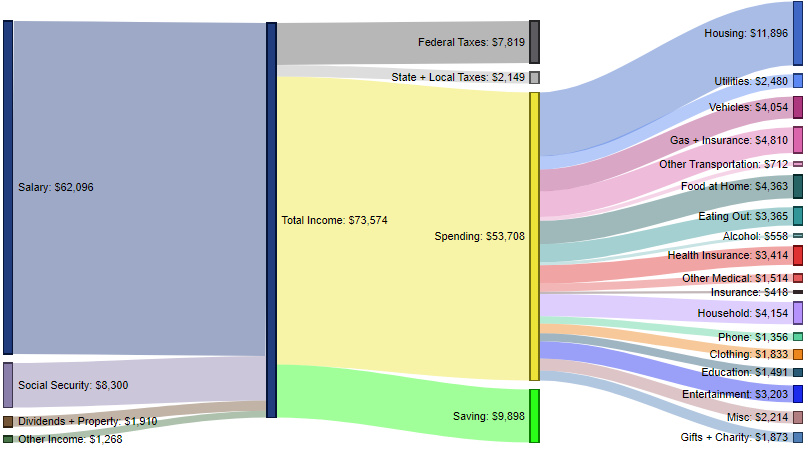 Salary: $62,096
Social Security: $8,300
Dividends + Property: $1,910
Other Income: $1,268
Total Income: $73,574
Federal Taxes: $7,819
State + Local Taxes: $2,149
Spending: $53,708
Saving: $9,898
Housing: $11,896
Utilities: $2,480
Vehicles: $4,054
Gas + Insurance: $4,810
Other Transportation: $712
Food at Home: $4,363
Eating Out: $3,365
Alcohol: $558
Health Insurance: $3,414
Other Medical: $1,514
Insurance: $418
Household: $4,154
Phone: $1,356
Clothing: $1,833
Education: $1,491
Entertainment: $3,203
Misc: $2,214
Gifts + Charity: $1,873